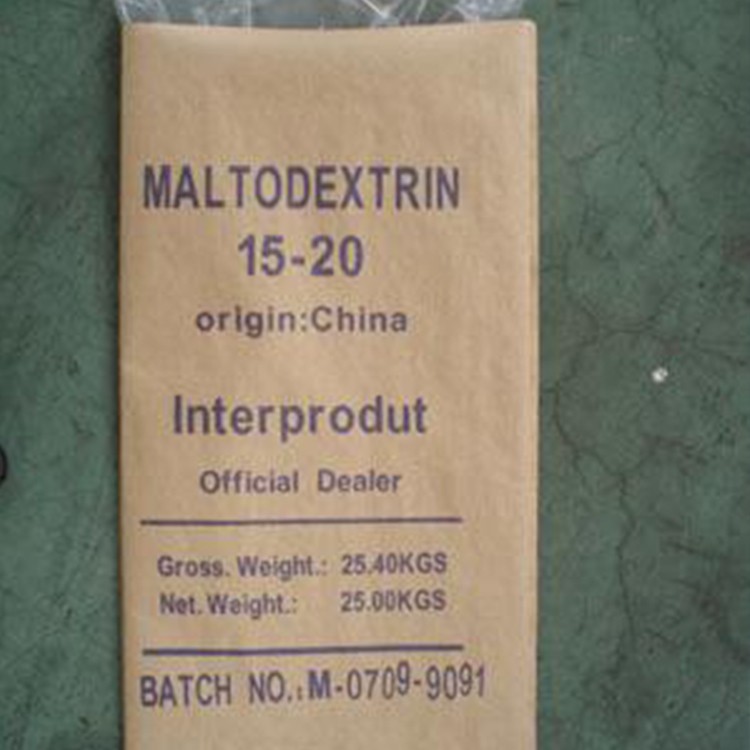 MALTODEXTRIN
15-20
origin:China
Interprodut
Official Dealer
Gross. Weight.: 25.40KGS
Net. Weight.: 25.00KGS
BATCH NO.:M-0709-9091